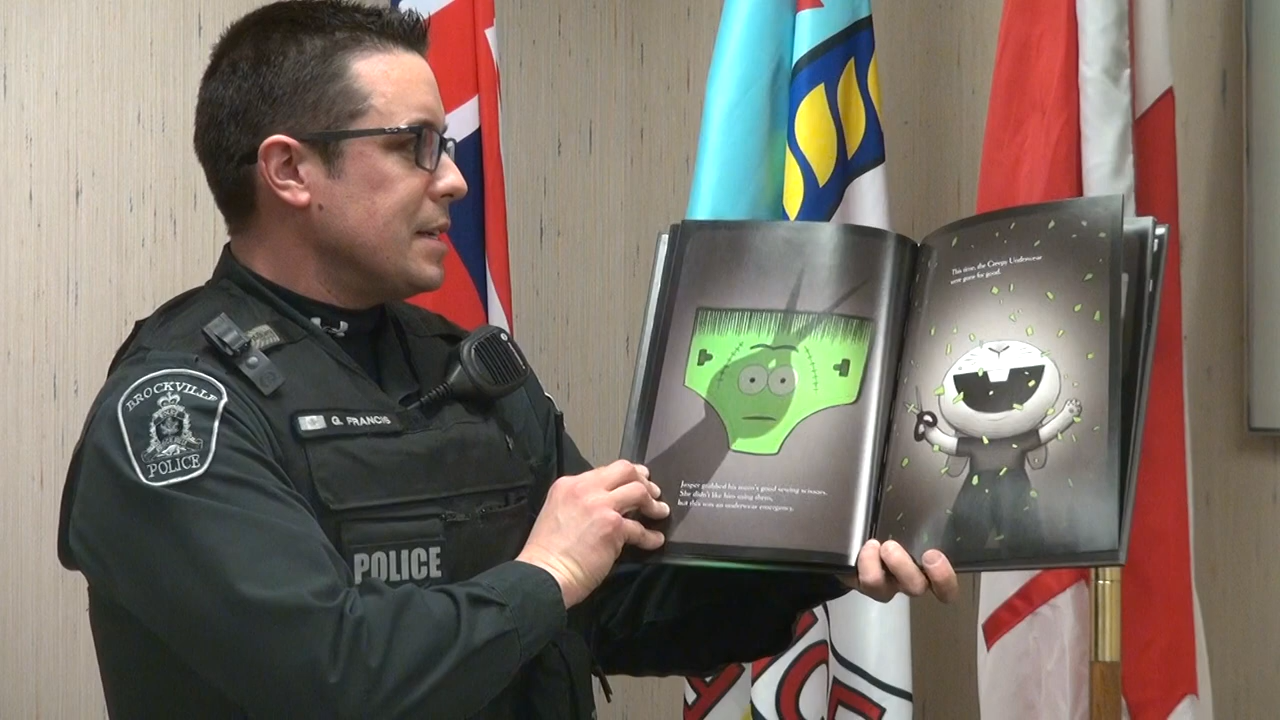 BROCKVILLE
POLICE
G. FRANCIS
POLICE
Jasper grabbed his mom's good sewing scissors.
She didn't like him using them,
but this was an underwear emergency.
This time, the Creepy Underwear
were gone for good.